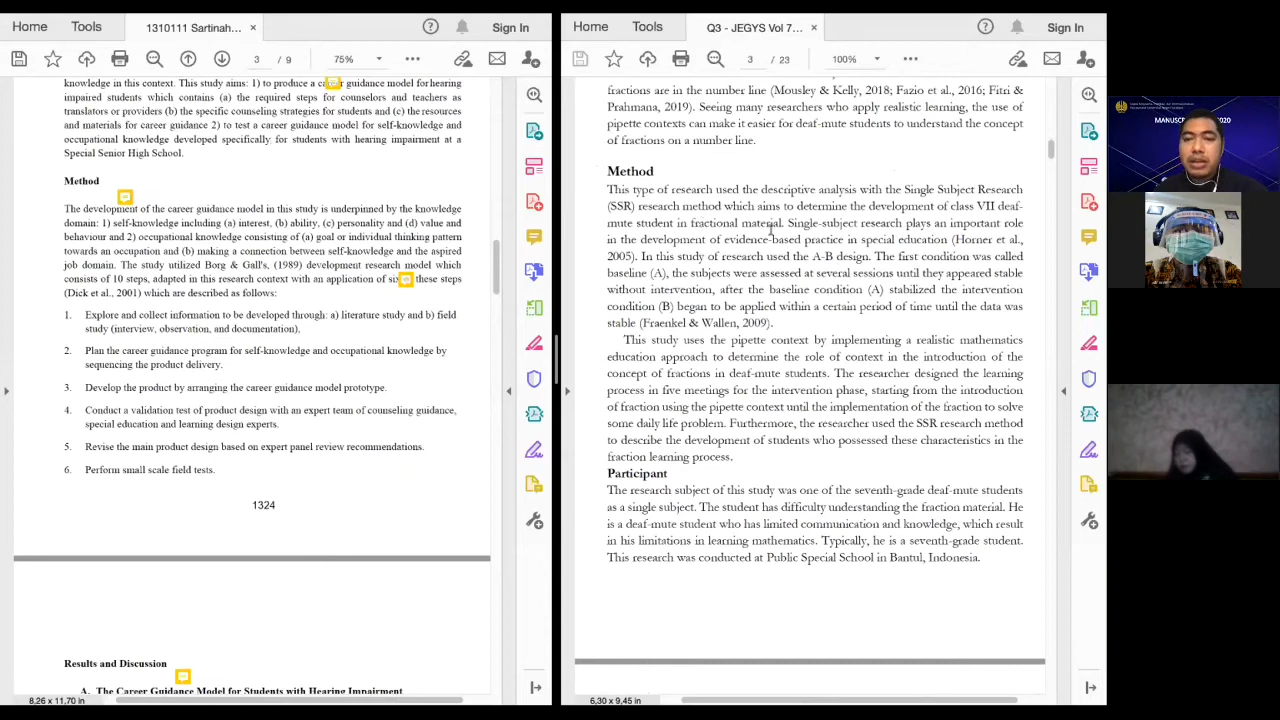 Home
Tools
1310111 Sartinah...
×
Sign In
3 / 9
75%
knowledge in this context. This study aims: 1) to produce a career guidance model for hearing
impaired students which contains (a) the required steps for counselors and teachers as
translators or providers (b) the specific counseling strategies for students and (c) the resources
and materials for career guidance 2) to test a career guidance model for self-knowledge and
occupational knowledge developed specifically for students with hearing impairment at a
Special Senior High School.
Method
The development of the career guidance model in this study is underpinned by the knowledge
domain: 1) self-knowledge including (a) interest, (b) ability, (c) personality and (d) value and
behaviour and 2) occupational knowledge consisting of (a) goal or individual thinking pattern
towards an occupation and (b) making a connection between self-knowledge and the aspired
job domain. The study utilized Borg & Gall's, (1989) development research model which
consists of 10 steps, adapted in this research context with an application of six these steps
(Dick et al., 2001) which are described as follows:
1. Explore and collect information to be developed through: a) literature study and b) field
study (interview, observation, and documentation).
2. Plan the career guidance program for self-knowledge and occupational knowledge by
sequencing the product delivery.
3. Develop the product by arranging the career guidance model prototype.
4. Conduct a validation test of product design with an expert team of counseling guidance,
special education and learning design experts.
5. Revise the main product design based on expert panel review recommendations.
6. Perform small scale field tests.
1324
Results and Discussion
A. The Career Guidance Model for Students with Hearing Impairment
8,26 x 11,70 in
Home
Tools
Q3 - JEGYS Vol 7...
×
Sign In
3 / 23
100%
fractions are in the number line (Mousley & Kelly, 2018; Fazio et al., 2016; Fitri &
Prahmana, 2019). Seeing many researchers who apply realistic learning, the use of
pipette contexts can make it easier for deaf-mute students to understand the concept
of fractions on a number line.
Method
This type of research used the descriptive analysis with the Single Subject Research
(SSR) research method which aims to determine the development of class VII deaf-
mute student in fractional material. Single-subject research plays an important role
in the development of evidence-based practice in special education (Horner et al.,
2005). In this study of research used the A-B design. The first condition was called
baseline (A), the subjects were assessed at several sessions until they appeared stable
without intervention, after the baseline condition (A) stabilized the intervention
condition (B) began to be applied within a certain period of time until the data was
stable (Fraenkel & Wallen, 2009).
This study uses the pipette context by implementing a realistic mathematics
education approach to determine the role of context in the introduction of the
concept of fractions in deaf-mute students. The researcher designed the learning
process in five meetings for the intervention phase, starting from the introduction
of fraction using the pipette context until the implementation of the fraction to solve
some daily life problem. Furthermore, the researcher used the SSR research method
to describe the development of students who possessed these characteristics in the
fraction learning process.
Participant
The research subject of this study was one of the seventh-grade deaf-mute students
as a single subject. The student has difficulty understanding the fraction material. He
is a deaf-mute student who has limited communication and knowledge, which result
in his limitations in learning mathematics. Typically, he is a seventh-grade student.
This research was conducted at Public Special School in Bantul, Indonesia.
6,30 x 9,45 in
MANUSC 2020